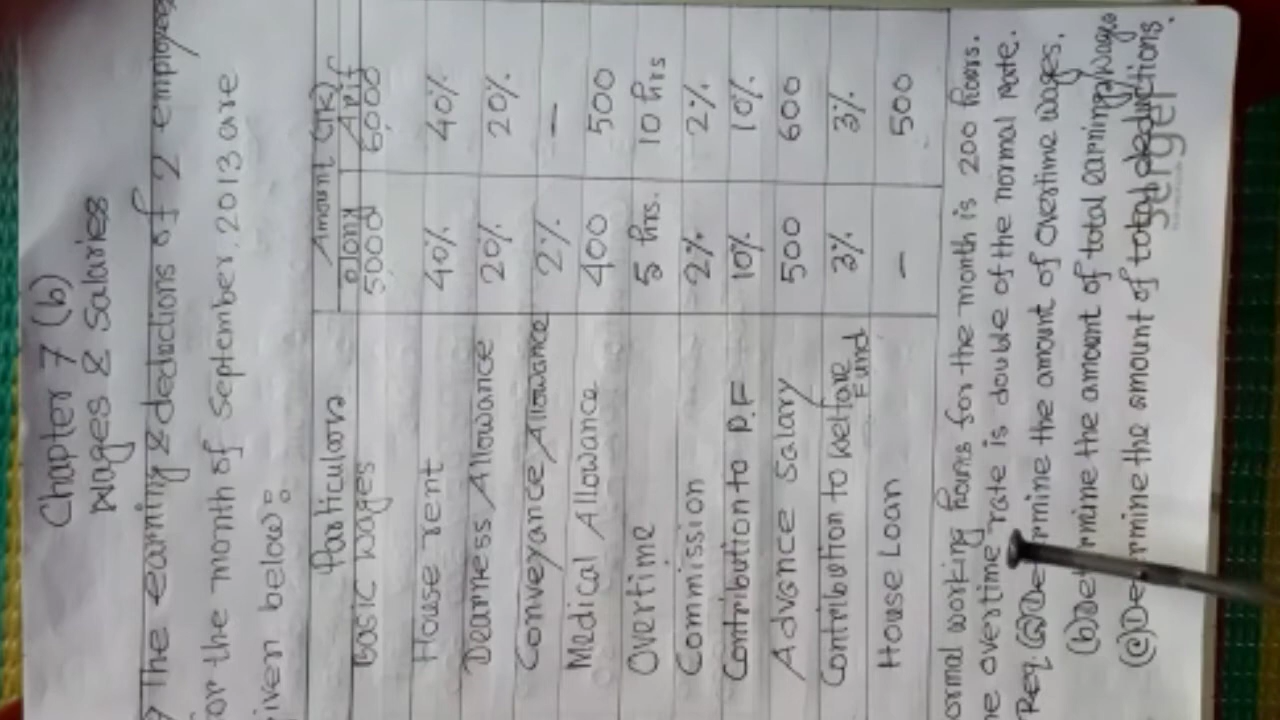 Chapter 7 (b)
Wages & Salaries
The earning & dedections of 2 employees
for the month of September, 2013 are
given below:
Particulars Amount (TK)
Plony Arif
Basic Wages 5000 6000
House rent 40% 40%
Dearness Allowance 20% 20%
Conveyance Allowance 2% —
Medical Allowance 400 500
Overtime 5 hrs. 10 hrs
Commission 2% 2%
Contribution to P.F 10% 10%
Advance Salary 500 600
Contribution to Welfare Fund 3% 3%
House Loan — 500
ormal working hours for the month is 200 hours.
he overtime rate is double of the normal rate.
Req (a) Determine the amount of overtime wages.
(b) Determine the amount of total earning wage
(c) Determine the amount of total deductions.